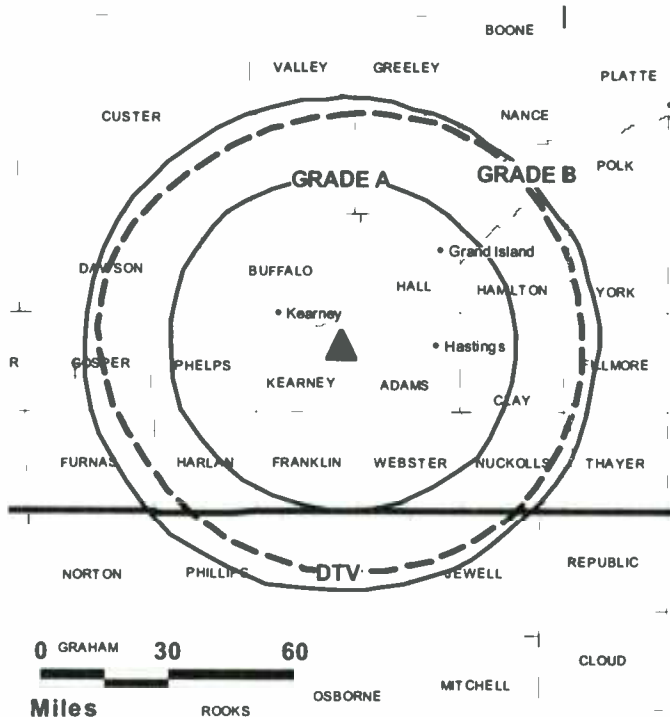 BOONE
VALLEY GREELEY
PLATTE
CUSTER NANCE
POLK
GRADE A GRADE B
Grand Island
DAWSON BUFFALO
HALL HAMILTON YORK
Kearney
Hastings
R GOSPER PHELPS FILLMORE
KEARNEY ADAMS
CLAY
FURNAS HARLAN FRANKLIN WEBSTER NUCKOLLS THAYER
REPUBLIC
NORTON PHILLIPS DTV JEWELL
0 GRAHAM 30 60
CLOUD
MITCHELL
OSBORNE
Miles ROOKS